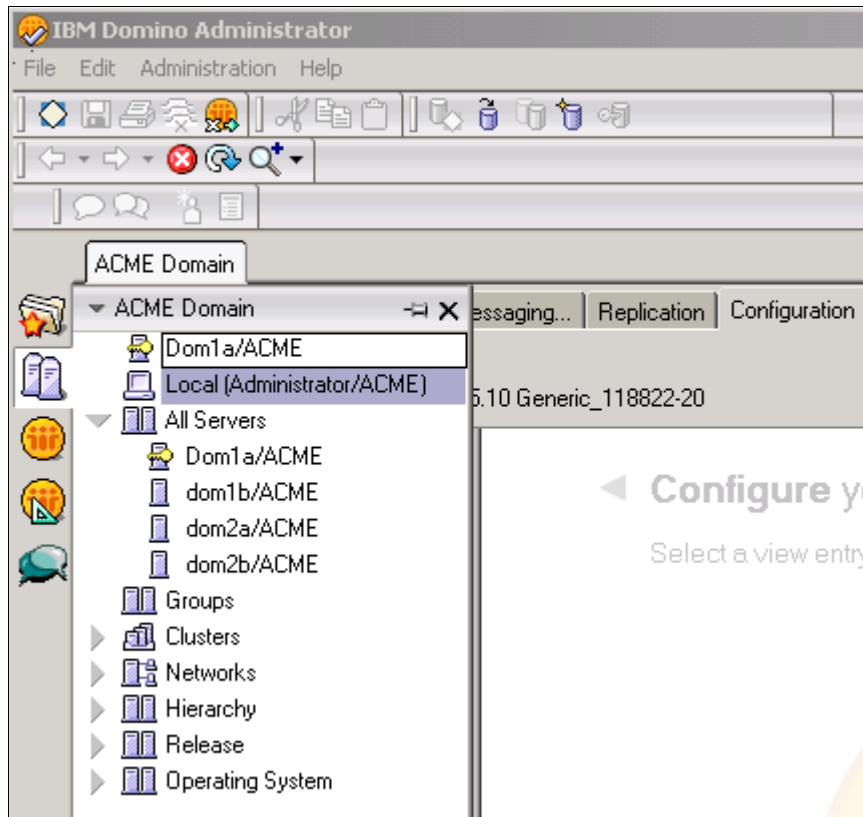 IBM Domino Administrator
File Edit Administration Help
ACME Domain
ACME Domain
essaging... Replication Configuration
Dom1a/ACME
Local (Administrator/ACME)
5.10 Generic_118822-20
All Servers
Dom1a/ACME
dom1b/ACME
Configure y
dom2a/ACME
Select a view entry
dom2b/ACME
Groups
Clusters
Networks
Hierarchy
Release
Operating System